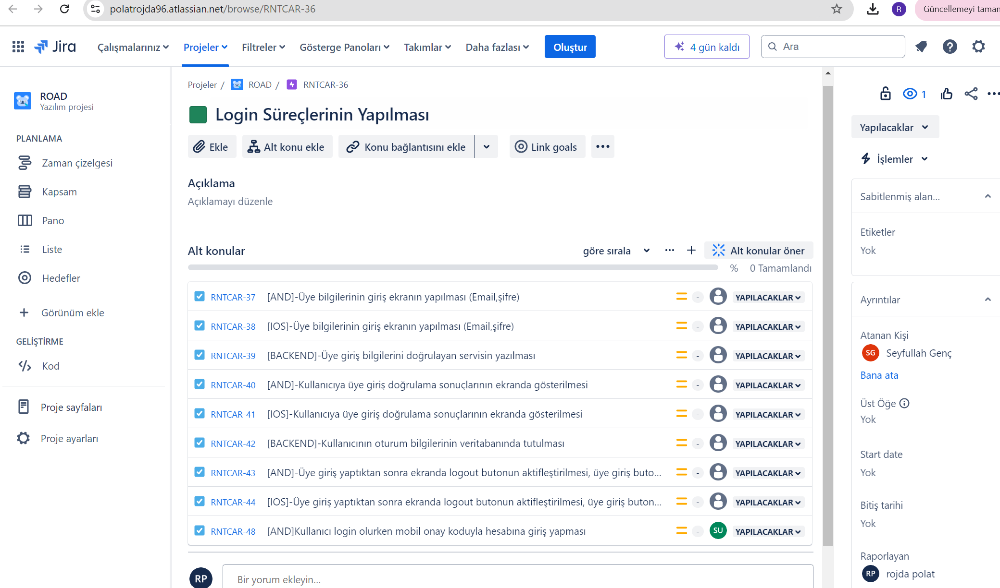 polatrojda96.atlassian.net/browse/RNTCAR-36
R
Güncellemeyi tamam
Jira
Çalışmalarınız
Projeler
Filtreler
Gösterge Panoları
Takımlar
Daha fazlası
Oluştur
4 gün kaldı
Ara
ROAD
Yazılım projesi
PLANLAMA
Zaman çizelgesi
Kapsam
Pano
Liste
Hedefler
Görünüm ekle
GELİŞTİRME
Kod
Proje sayfaları
Proje ayarları
Projeler / ROAD / RNTCAR-36
Login Süreçlerinin Yapılması
Ekle
Alt konu ekle
Konu bağlantısını ekle
Link goals
Açıklama
Açıklamayı düzenle
Alt konular
göre sırala
Alt konular öner
% 0 Tamamlandı
RNTCAR-37 [AND]-Üye bilgilerinin giriş ekranın yapılması (Email,şifre) - YAPILACAKLAR
RNTCAR-38 [IOS]-Üye bilgilerinin giriş ekranın yapılması (Email,şifre) - YAPILACAKLAR
RNTCAR-39 [BACKEND]-Üye giriş bilgilerini doğrulayan servisin yazılması - YAPILACAKLAR
RNTCAR-40 [AND]-Kullanıcıya üye giriş doğrulama sonuçlarının ekranda gösterilmesi - YAPILACAKLAR
RNTCAR-41 [IOS]-Kullanıcıya üye giriş doğrulama sonuçlarının ekranda gösterilmesi - YAPILACAKLAR
RNTCAR-42 [BACKEND]-Kullanıcının oturum bilgilerinin veritabanında tutulması - YAPILACAKLAR
RNTCAR-43 [AND]-Üye giriş yaptıktan sonra ekranda logout butonun aktifleştirilmesi, üye giriş buto... - YAPILACAKLAR
RNTCAR-44 [IOS]-Üye giriş yaptıktan sonra ekranda logout butonun aktifleştirilmesi, üye giriş buton... - YAPILACAKLAR
RNTCAR-48 [AND]Kullanıcı login olurken mobil onay koduyla hesabına giriş yapması - SU YAPILACAKLAR
RP
Bir yorum ekleyin...
1
Yapılacaklar
İşlemler
Sabitlenmiş alan...
Etiketler
Yok
Ayrıntılar
Atanan Kişi
SG Seyfullah Genç
Bana ata
Üst Öğe
Yok
Start date
Yok
Bitiş tarihi
Yok
Raporlayan
RP rojda polat